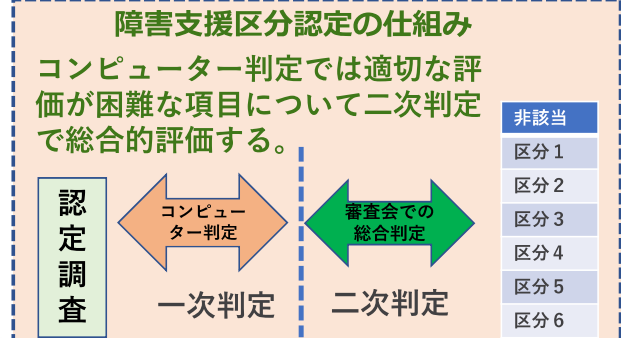 障害支援区分認定の仕組み
コンピューター判定では適切な評
価が困難な項目について二次判定
で総合的評価する。
認定調査
コンピュー
ター判定
一次判定
審査会での
総合判定
二次判定
非該当
区分1
区分2
区分3
区分4
区分5
区分6